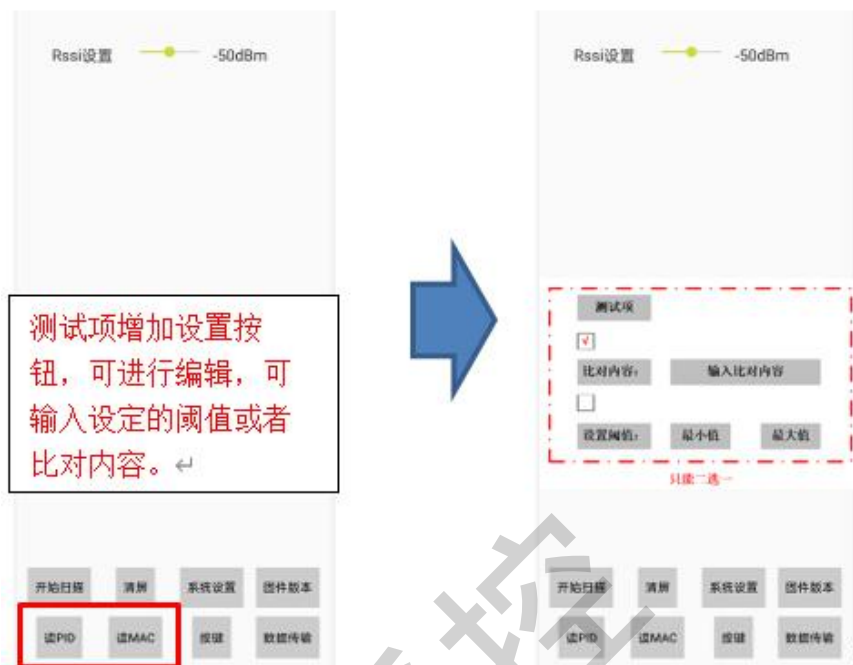 Rssi设置 -50dBm
测试项增加设置按
钮，可进行编辑，可
输入设定的阈值或者
比对内容。↵
开始扫描 清屏 系统设置 固件版本
读PID 读MAC 按键 数据传输
Rssi设置 -50dBm
测试项
√
比对内容： 输入比对内容
设置阈值： 最小值 最大值
只能二选一
开始扫描 清屏 系统设置 固件版本
读PID 读MAC 按键 数据传输
控